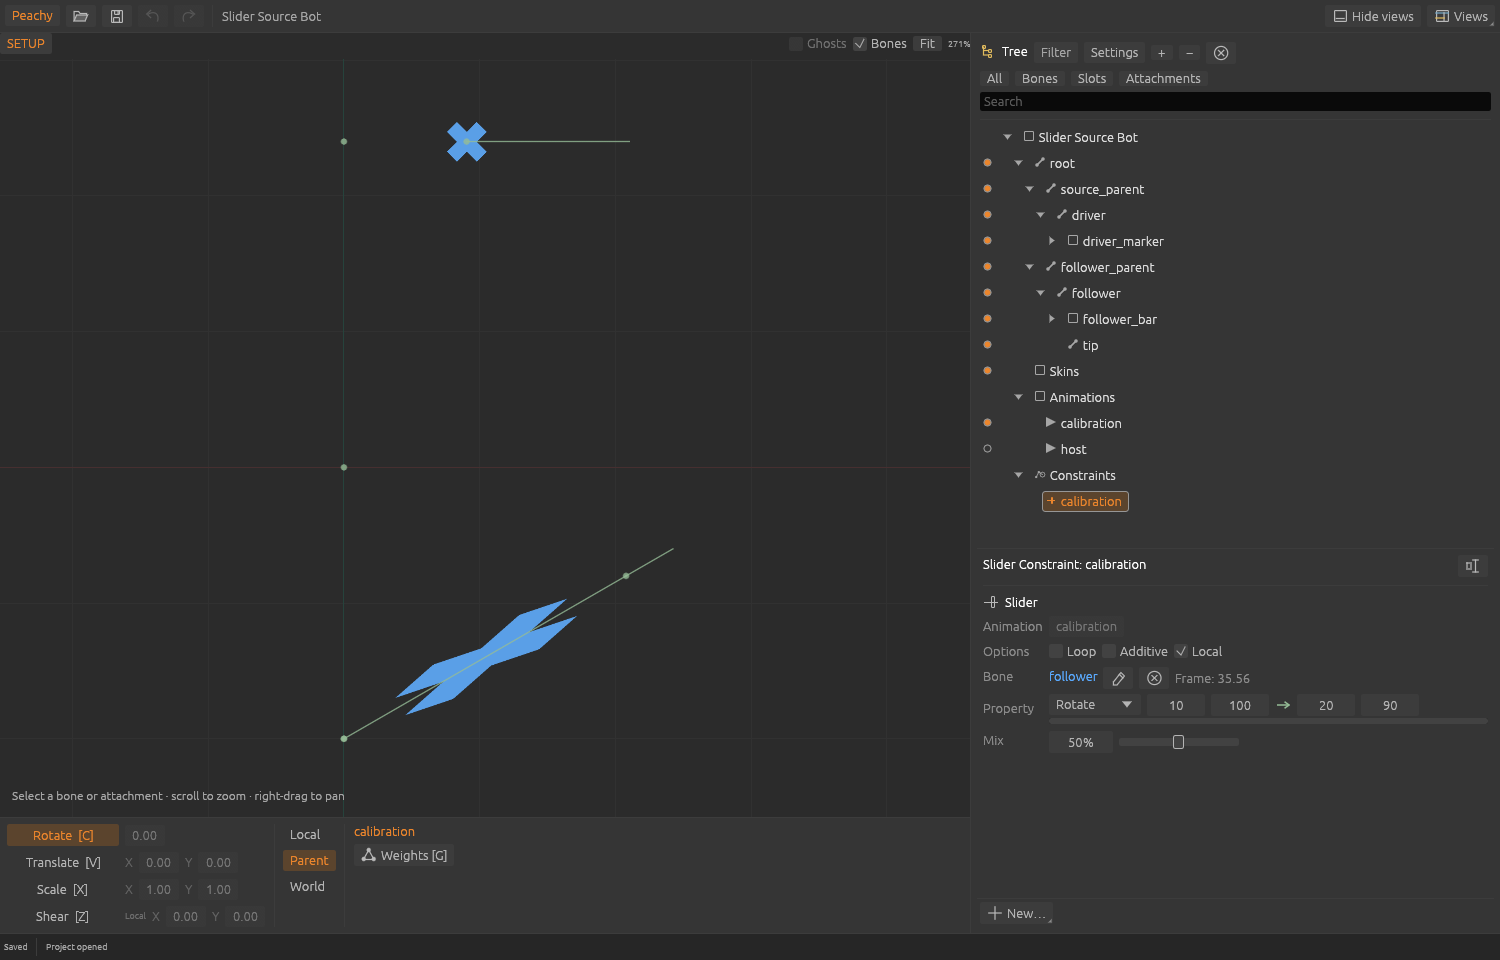 Peachy Slider Source Bot Hide views Views
SETUP Ghosts Bones Fit 271%
Tree Filter Settings + −
All Bones Slots Attachments
Search
Slider Source Bot
root
source_parent
driver
driver_marker
follower_parent
follower
follower_bar
tip
Skins
Animations
calibration
host
Constraints
calibration
Slider Constraint: calibration
Slider
Animation calibration
Options Loop Additive Local
Bone follower Frame: 35.56
Property Rotate 10 100 → 20 90
Mix 50%
New...
Select a bone or attachment · scroll to zoom · right-drag to pan
Rotate [C] 0.00
Translate [V] X 0.00 Y 0.00
Scale [X] X 1.00 Y 1.00
Shear [Z] Local X 0.00 Y 0.00
Local
Parent
World
calibration
Weights [G]
Saved Project opened